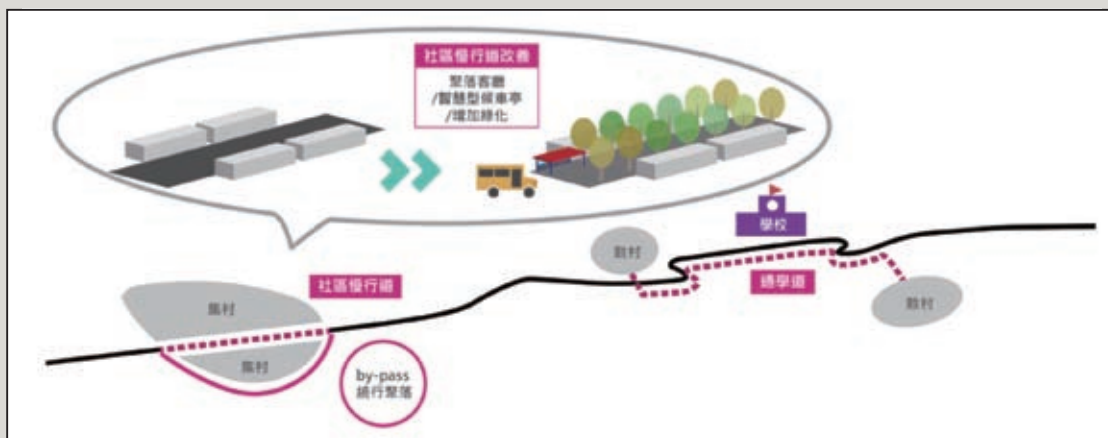 社區慢行道改善
聚落客廳
/智慧型候車亭
/增加綠化
學校
散村
通學道
散村
社區慢行道
集村
集村
by-pass
繞行聚落